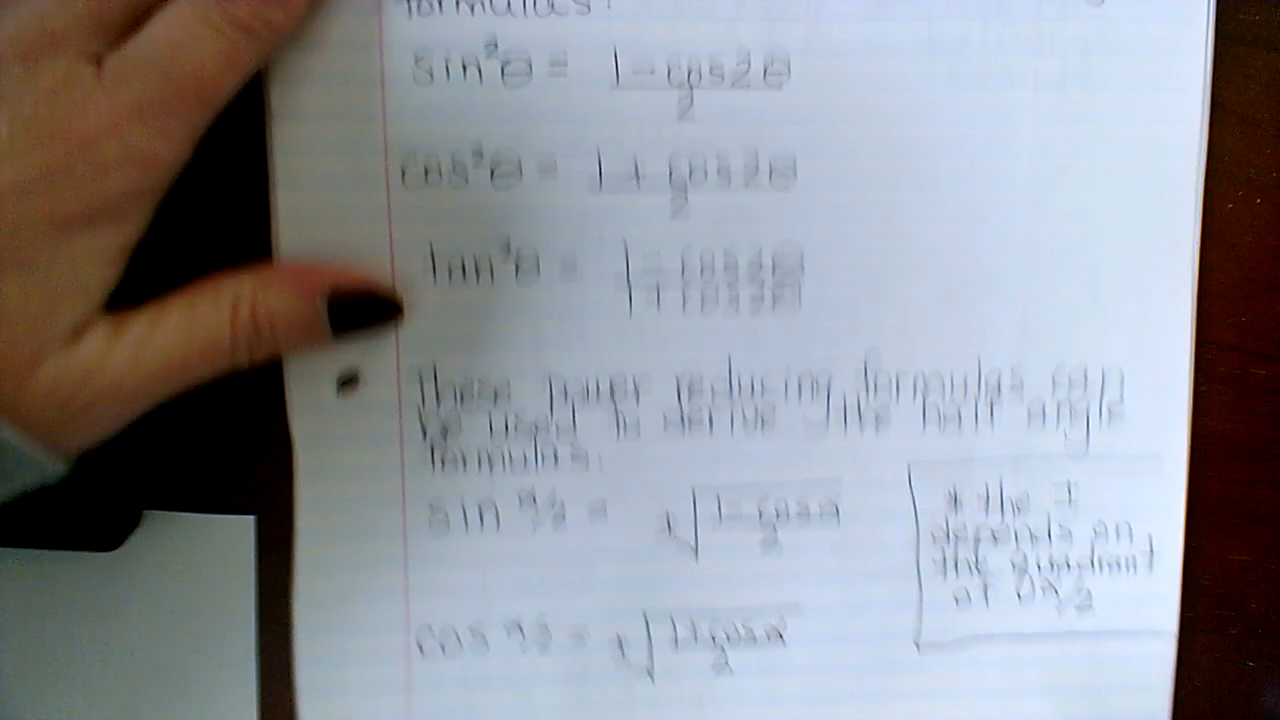 formulas:
sin²θ = (1 - cos2θ)/2
cos²θ = (1 + cos2θ)/2
tan²θ = (1 - cos2θ)/(1 + cos2θ)
• These power reducing formulas can
be used to derive the half angle
formulas.
sin α/2 = ±√((1 - cos α)/2)
* the ±
depends on
the quadrant
of α/2
cos α/2 = ±√((1 + cos α)/2)